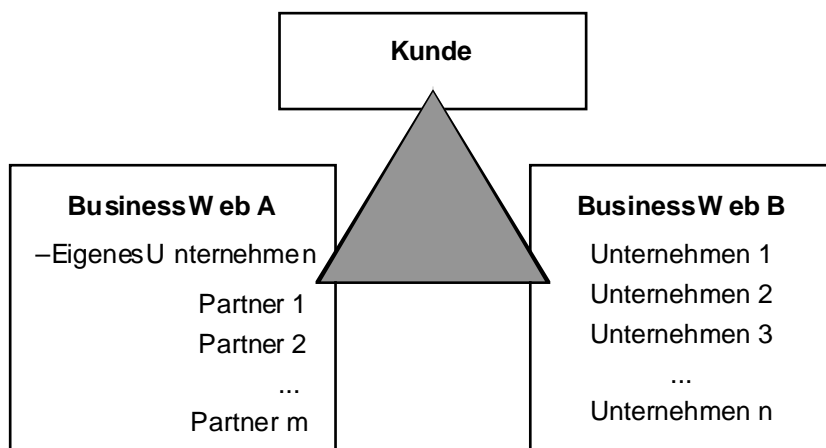 Kunde
BusinessW eb A
–EigenesU nternehmen
Partner 1
Partner 2
...
Partner m
BusinessW eb B
Unternehmen 1
Unternehmen 2
Unternehmen 3
...
Unternehmen n